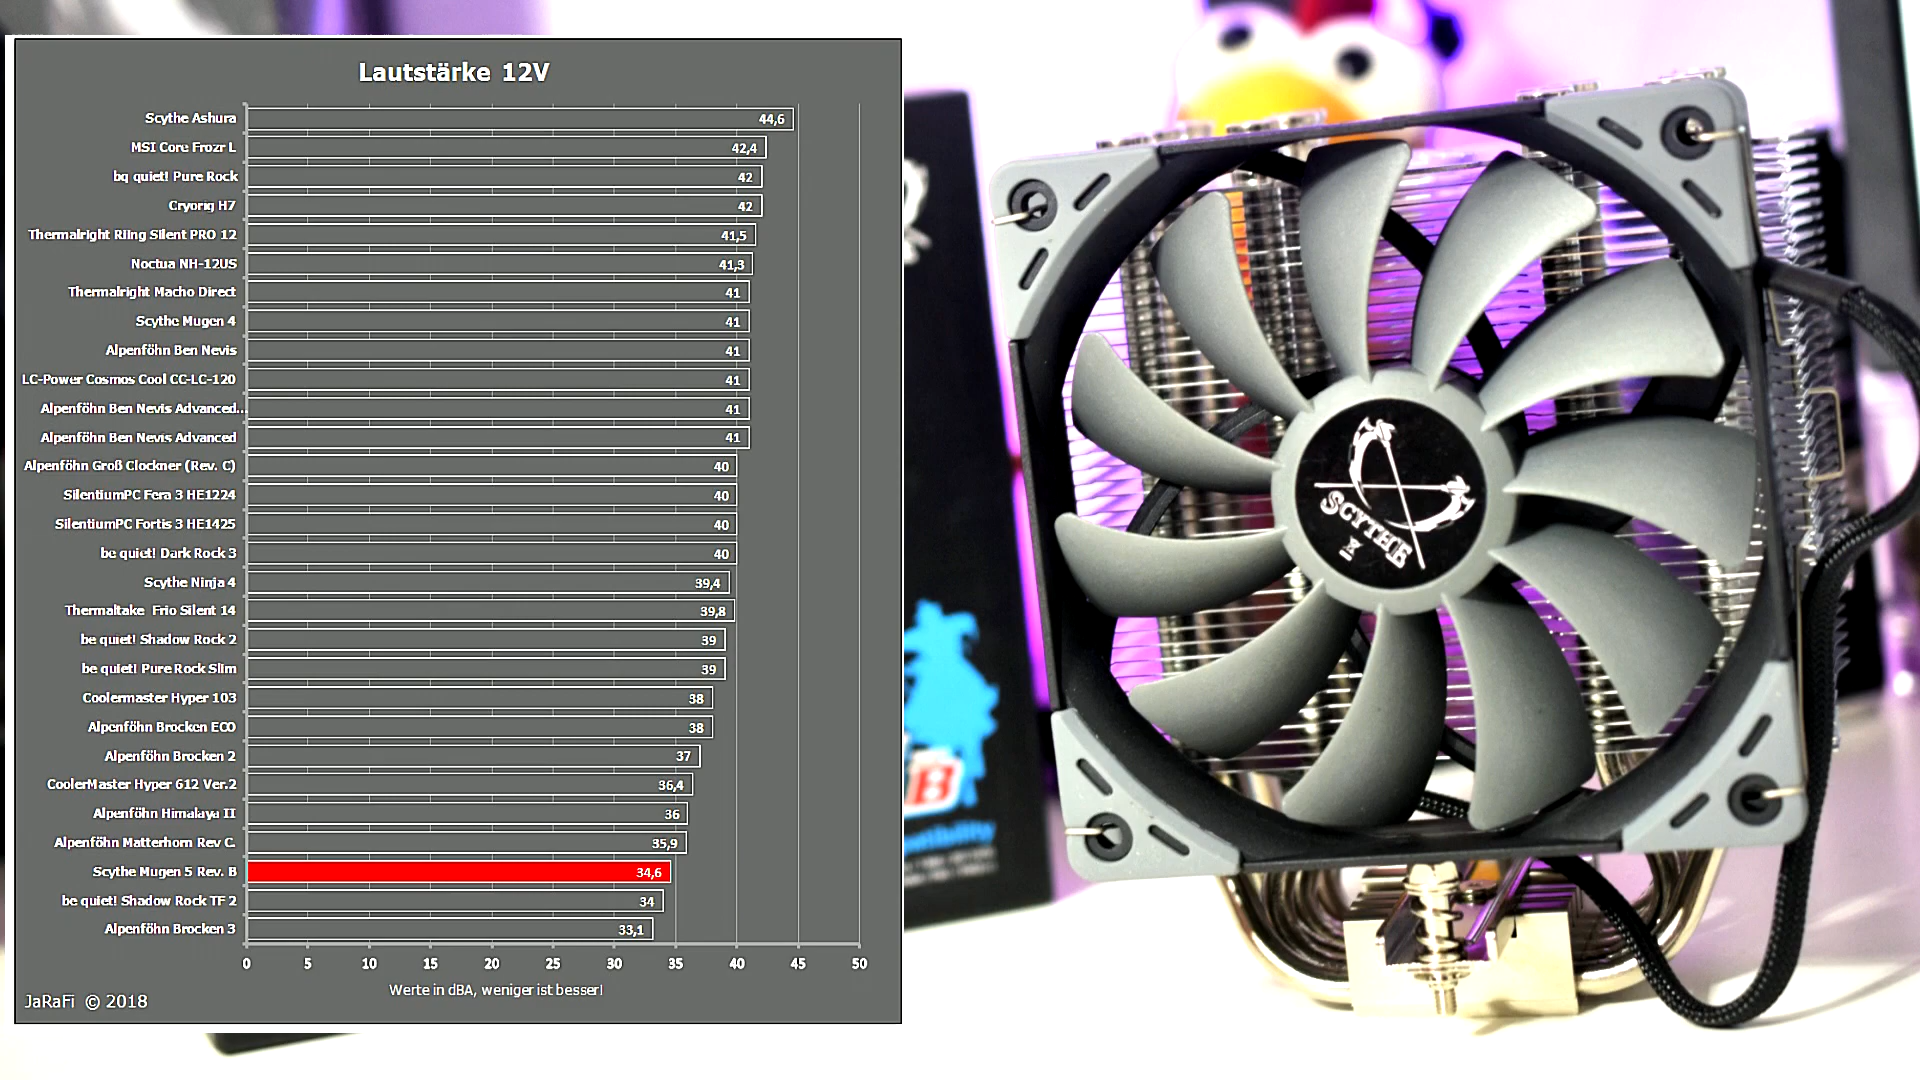 Lautstärke 12V
Scythe Ashura 44,6
MSI Core Frozr L 42,4
bq quiet! Pure Rock 42
Cryorig H7 42
Thermalright Riing Silent PRO 12 41,5
Noctua NH-12US 41,3
Thermalright Macho Direct 41
Scythe Mugen 4 41
Alpenföhn Ben Nevis 41
LC-Power Cosmos Cool CC-LC-120 41
Alpenföhn Ben Nevis Advanced... 41
Alpenföhn Ben Nevis Advanced 41
Alpenföhn Groß Clockner (Rev. C) 40
SilentiumPC Fera 3 HE1224 40
SilentiumPC Fortis 3 HE1425 40
be quiet! Dark Rock 3 40
Scythe Ninja 4 39,4
Thermaltake Frio Silent 14 39,8
be quiet! Shadow Rock 2 39
be quiet! Pure Rock Slim 39
Coolermaster Hyper 103 38
Alpenföhn Brocken ECO 38
Alpenföhn Brocken 2 37
CoolerMaster Hyper 612 Ver.2 36,4
Alpenföhn Himalaya II 36
Alpenföhn Matterhorn Rev C. 35,9
Scythe Mugen 5 Rev. B 34,6
be quiet! Shadow Rock TF 2 34
Alpenföhn Brocken 3 33,1
0 5 10 15 20 25 30 35 40 45 50
Werte in dBA, weniger ist besser!
JaRaFi © 2018
SCYTHE
B